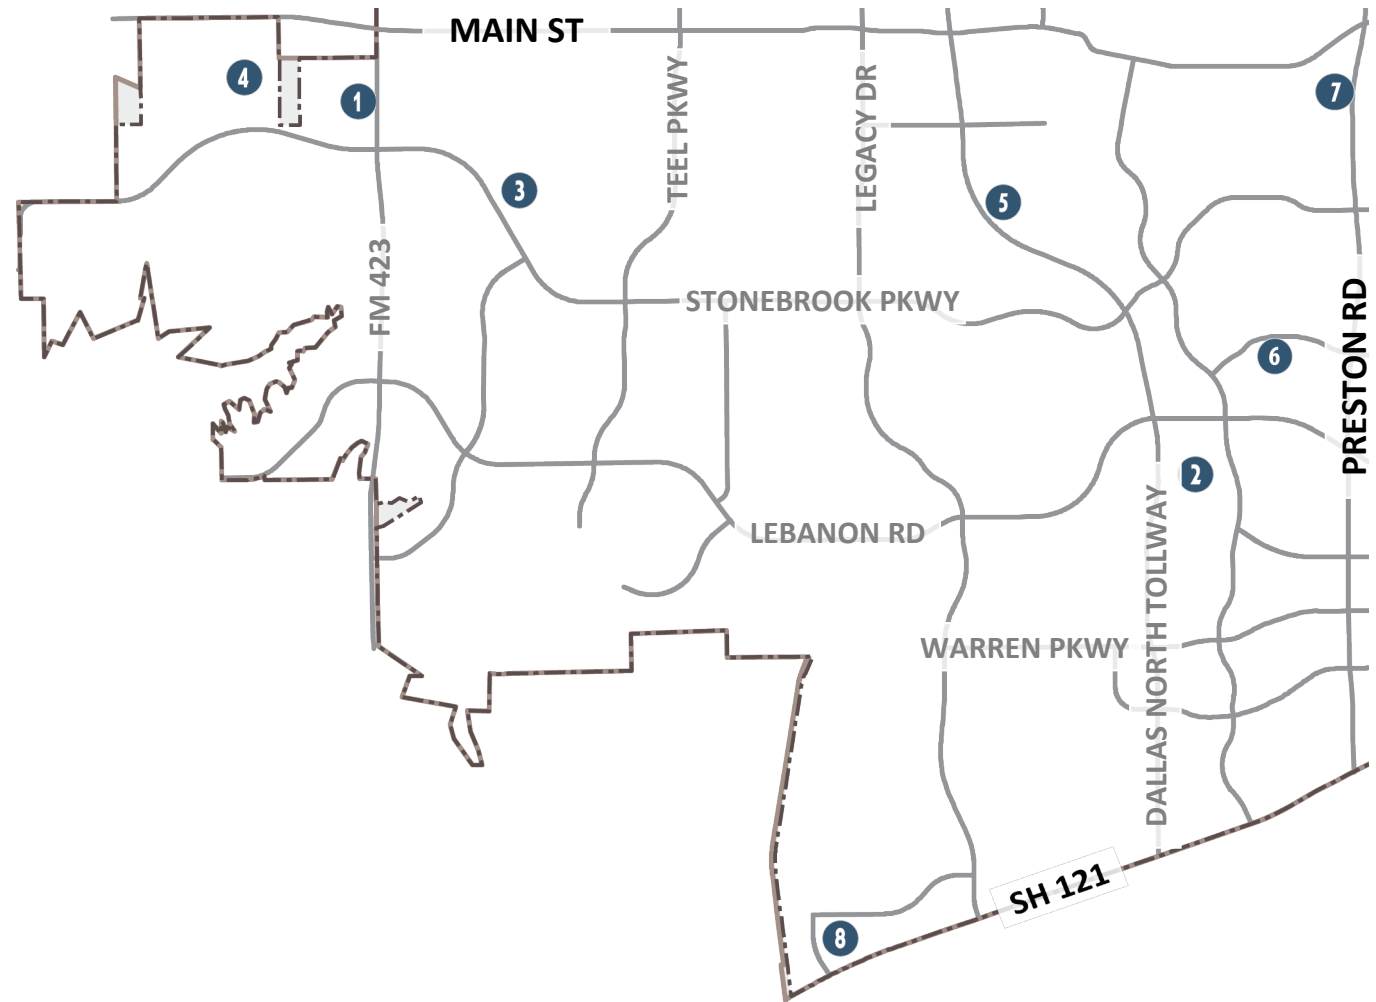 MAIN ST
4
1
TEEL PKWY
LEGACY DR
7
3
5
FM 423
STONEBROOK PKWY
6
PRESTON RD
2
LEBANON RD
DALLAS NORTH TOLLWAY
WARREN PKWY
SH 121
8